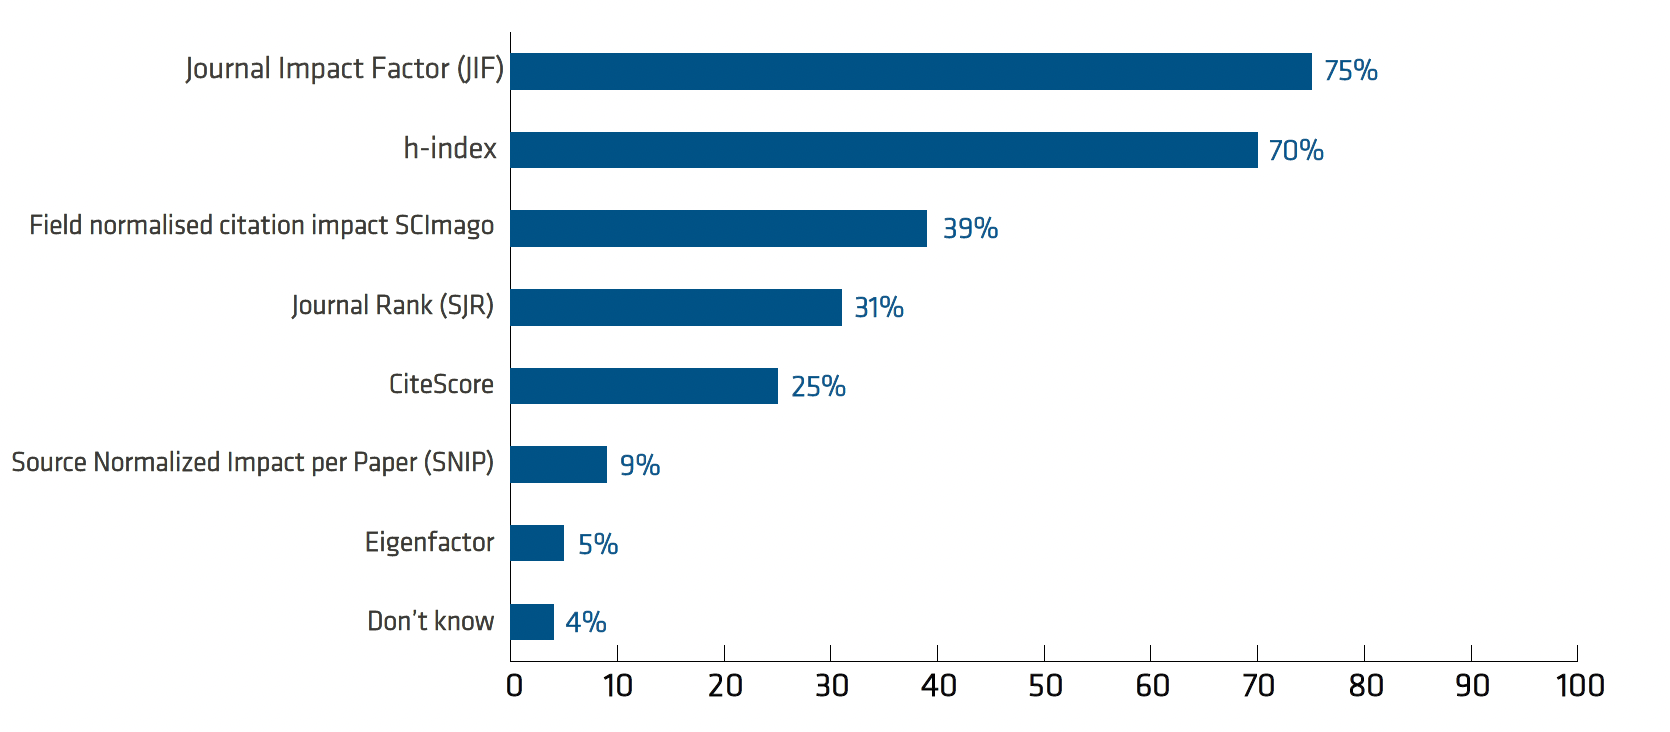 Journal Impact Factor (JIF) 75%
h-index 70%
Field normalised citation impact SCImago 39%
Journal Rank (SJR) 31%
CiteScore 25%
Source Normalized Impact per Paper (SNIP) 9%
Eigenfactor 5%
Don't know 4%
0 10 20 30 40 50 60 70 80 90 100